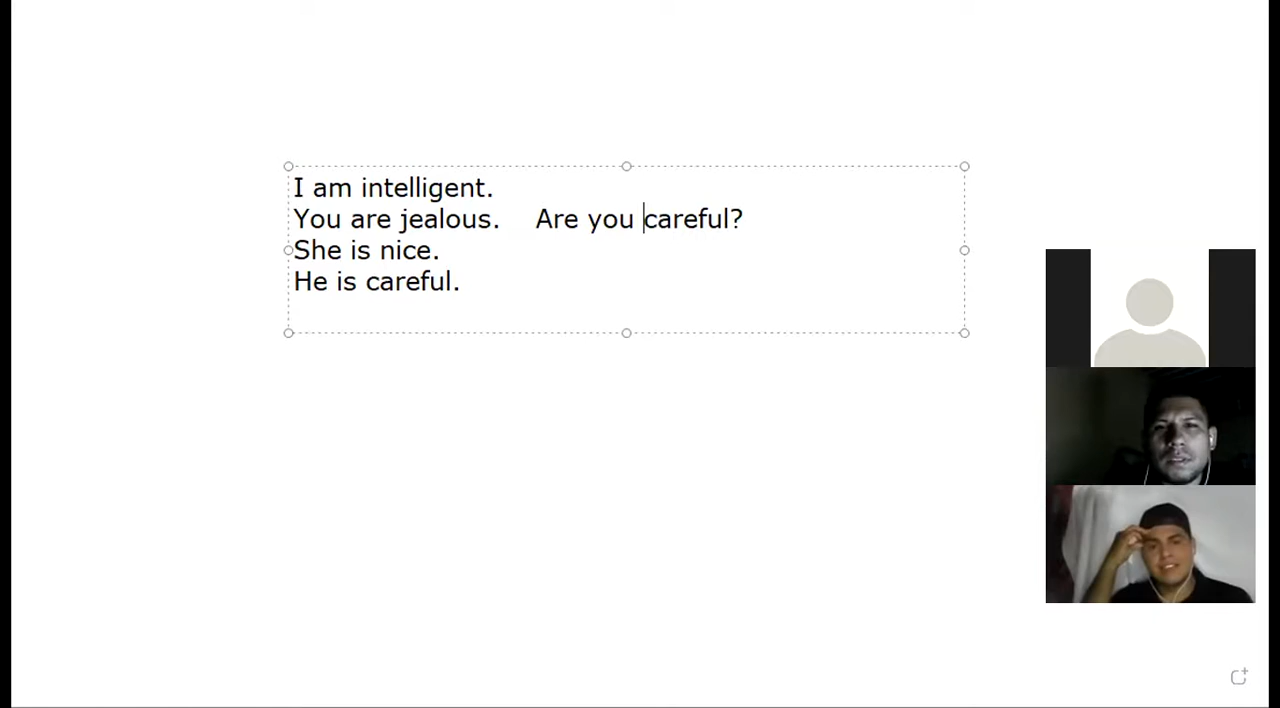 I am intelligent.
You are jealous. Are you careful?
She is nice.
He is careful.